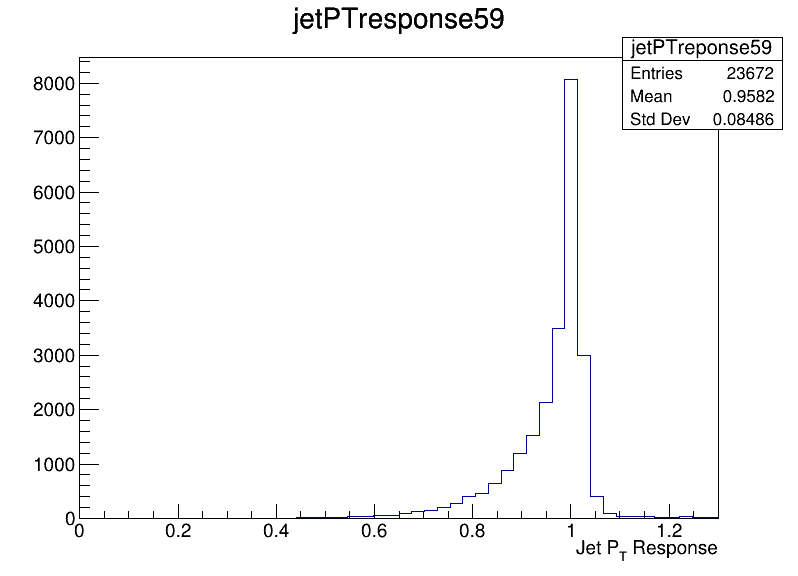 jetPTresponse59
jetPTreponse59
Entries 23672
Mean 0.9582
Std Dev 0.08486
8000
7000
6000
5000
4000
3000
2000
1000
0
0 0.2 0.4 0.6 0.8 1 1.2
Jet PT Response